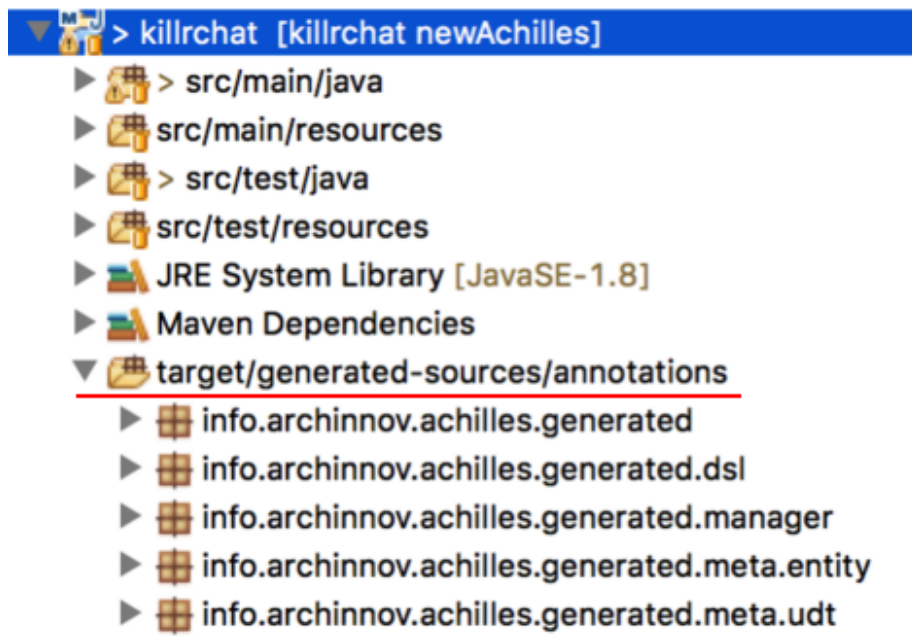 > killrchat [killrchat newAchilles]
> src/main/java
src/main/resources
> src/test/java
src/test/resources
JRE System Library [JavaSE-1.8]
Maven Dependencies
target/generated-sources/annotations
info.archinnov.achilles.generated
info.archinnov.achilles.generated.dsl
info.archinnov.achilles.generated.manager
info.archinnov.achilles.generated.meta.entity
info.archinnov.achilles.generated.meta.udt